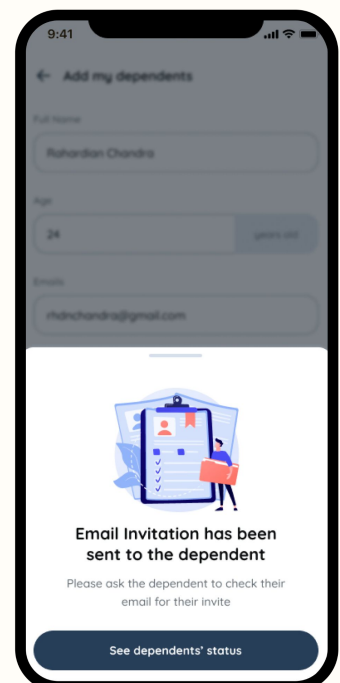 9:41
Add my dependents
Full Name
Rahardian Chandra
Age
24 years old
Emails
rhdnchandra@gmail.com
Email Invitation has been
sent to the dependent
Please ask the dependent to check their
email for their invite
See dependents' status